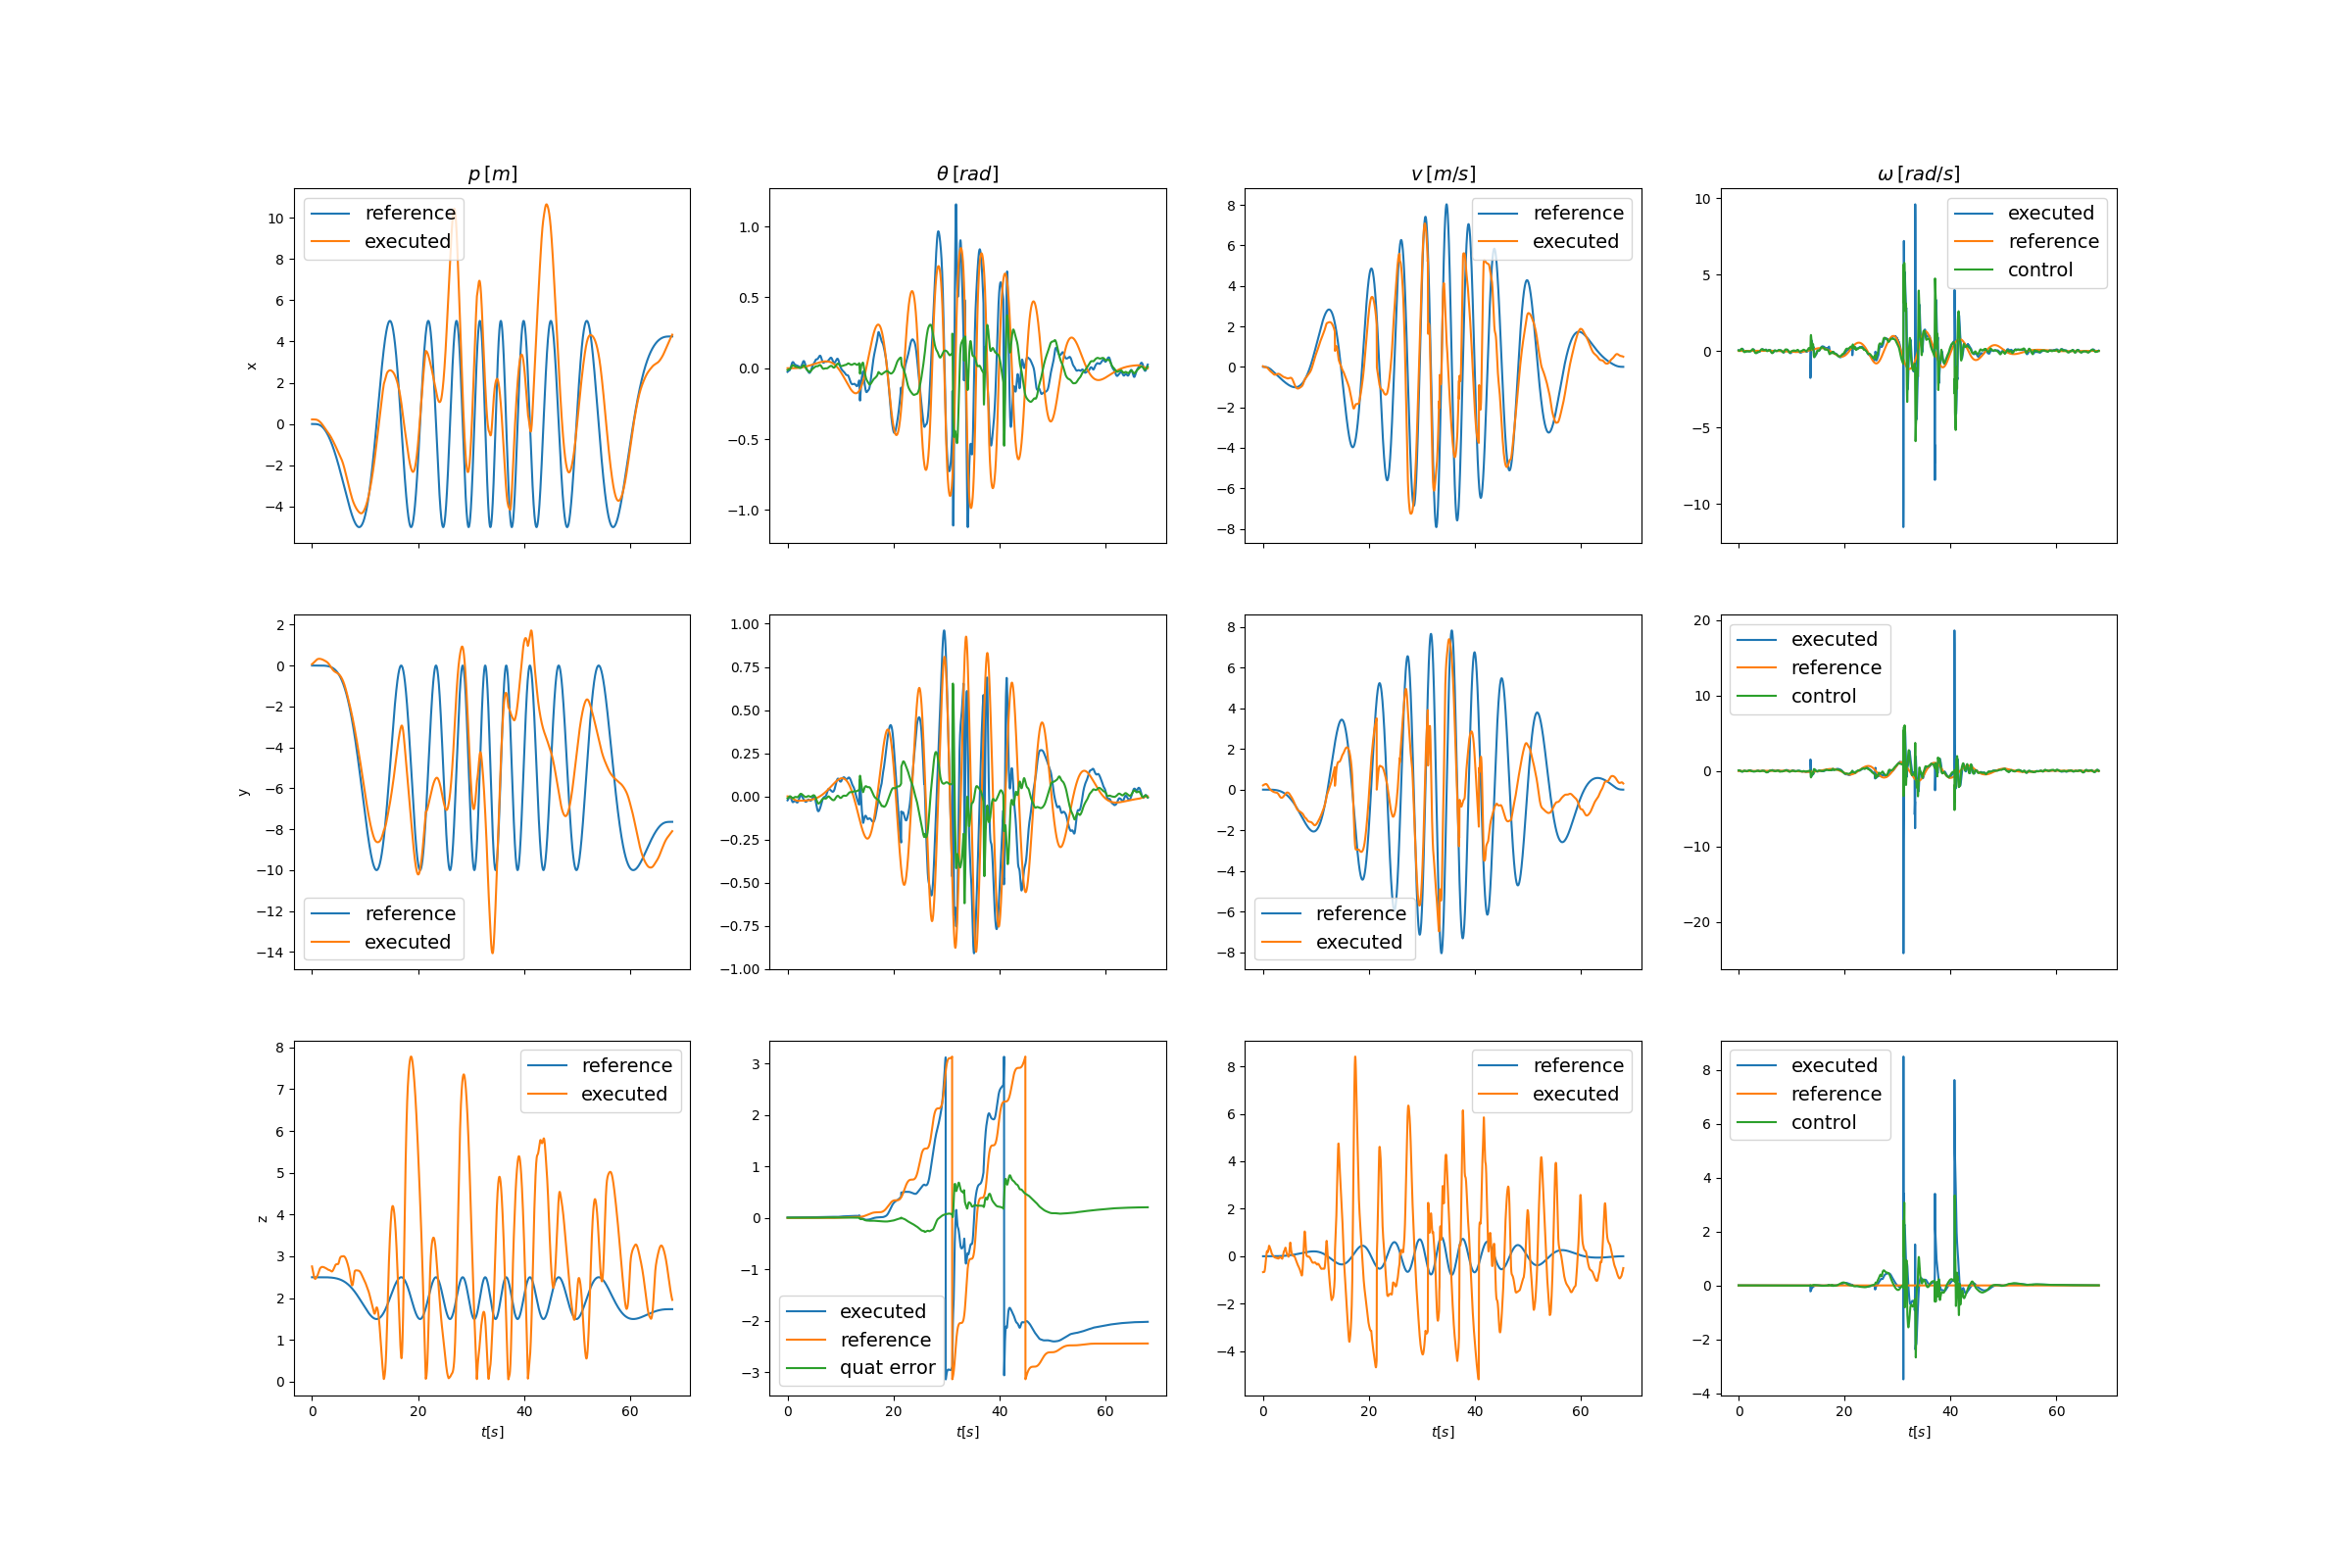 p [m]
θ [rad]
v [m/s]
ω [rad/s]
x
10
8
6
4
2
0
−2
−4
reference
executed
1.0
0.5
0.0
−0.5
−1.0
8
6
4
2
0
−2
−4
−6
−8
reference
executed
10
5
0
−5
−10
executed
reference
control
y
2
0
−2
−4
−6
−8
−10
−12
−14
reference
executed
1.00
0.75
0.50
0.25
0.00
−0.25
−0.50
−0.75
−1.00
8
6
4
2
0
−2
−4
−6
−8
reference
executed
20
10
0
−10
−20
executed
reference
control
z
8
7
6
5
4
3
2
1
0
reference
executed
0 20 40 60
t[s]
3
2
1
0
−1
−2
−3
executed
reference
quat error
0 20 40 60
t[s]
8
6
4
2
0
−2
−4
reference
executed
0 20 40 60
t[s]
8
6
4
2
0
−2
−4
executed
reference
control
0 20 40 60
t[s]